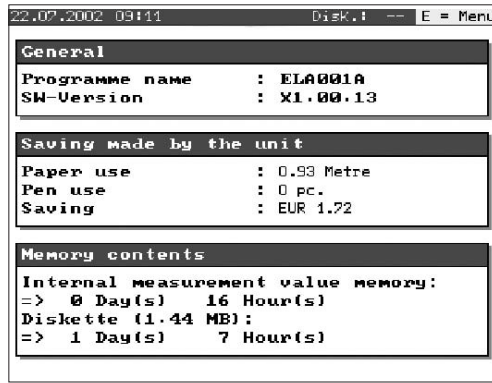 22.07.2002 09:11 Disk.: -- E = Menu
General
Programme name : ELA001A
SW-Version : X1.00.13
Saving made by the unit
Paper use : 0.93 Metre
Pen use : 0 pc.
Saving : EUR 1.72
Memory contents
Internal measurement value memory:
=> 0 Day(s) 16 Hour(s)
Diskette (1.44 MB):
=> 1 Day(s) 7 Hour(s)